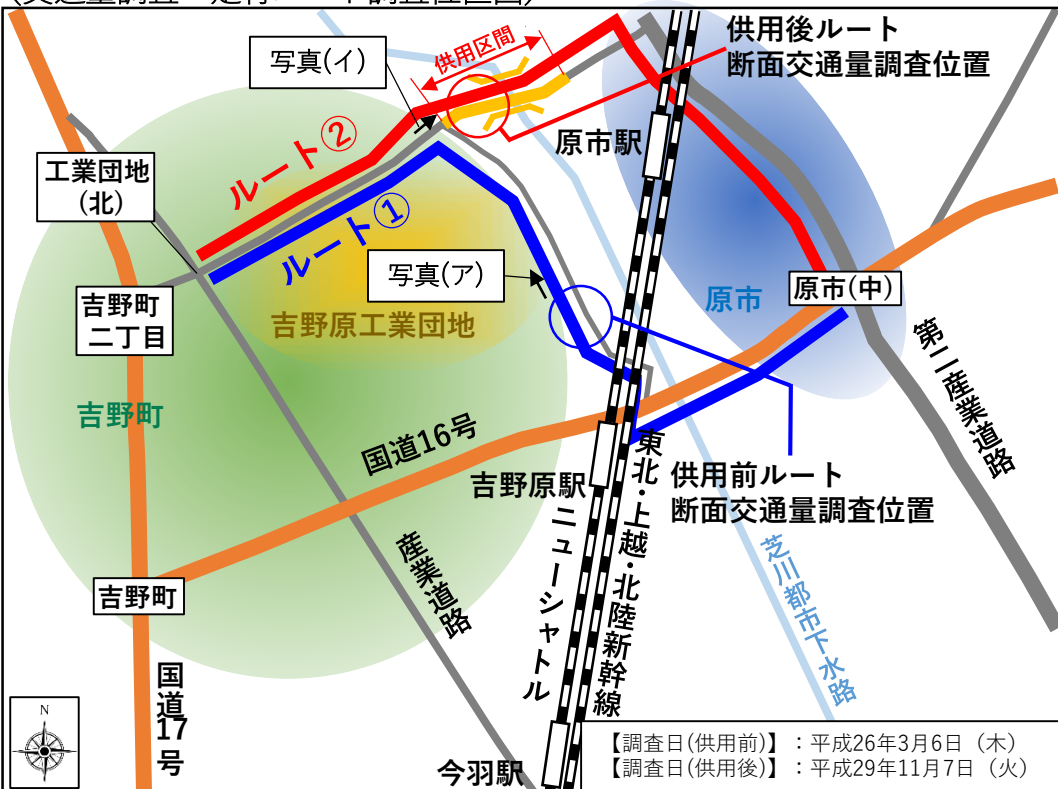 写真(イ)
供用区間
供用後ルート
断面交通量調査位置
原市駅
ルート②
工業団地
(北)
ルート①
写真(ア)
吉野町
二丁目
吉野原工業団地
原市
原市(中)
吉野町
第二産業道路
国道16号
吉野原駅
供用前ルート
断面交通量調査位置
東北・上越・北陸新幹線
ニューシャトル
産業道路
芝川都市下水路
吉野町
国道17号
N
今羽駅
【調査日(供用前)】：平成26年3月6日（木）
【調査日(供用後)】：平成29年11月7日（火）